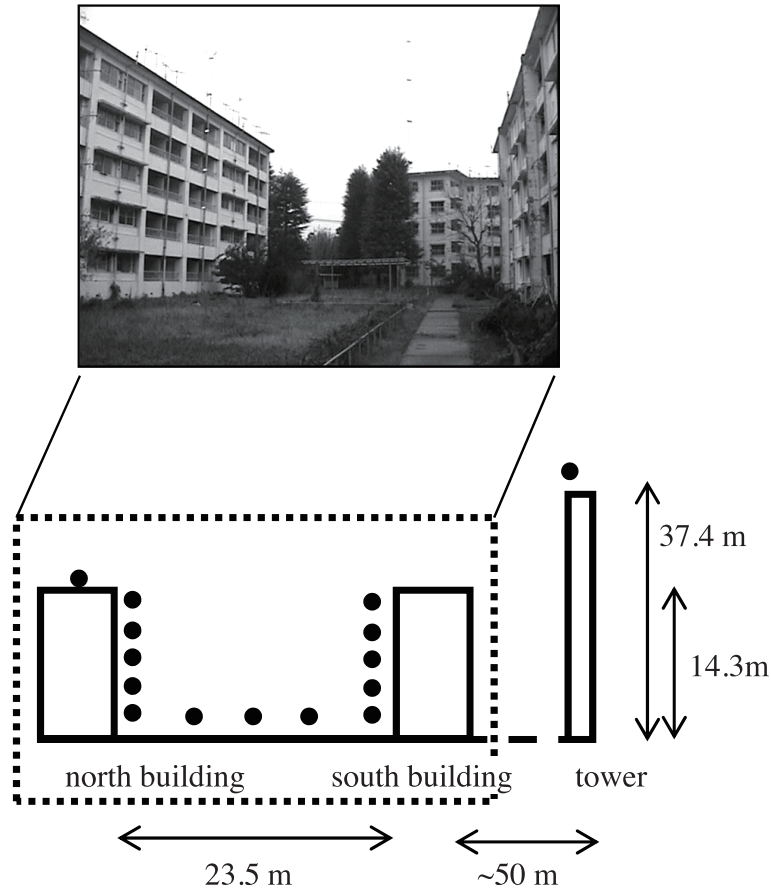 37.4 m
14.3m
north building
south building
tower
23.5 m
~50 m